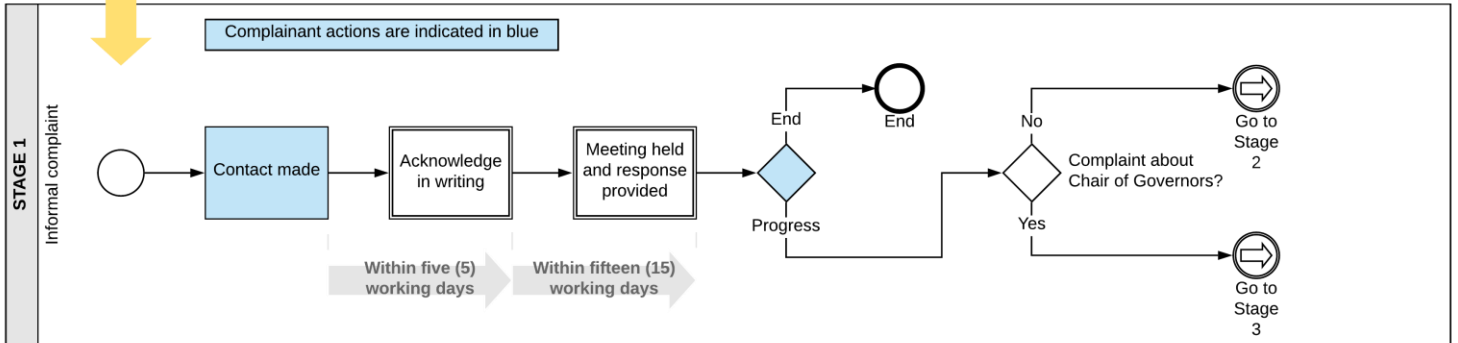 Complainant actions are indicated in blue
STAGE 1
Informal complaint
Contact made
Acknowledge
in writing
Meeting held
and response
provided
End
End
Progress
No
Complaint about
Chair of Governors?
Yes
Go to
Stage
2
Go to
Stage
3
Within five (5)
working days
Within fifteen (15)
working days